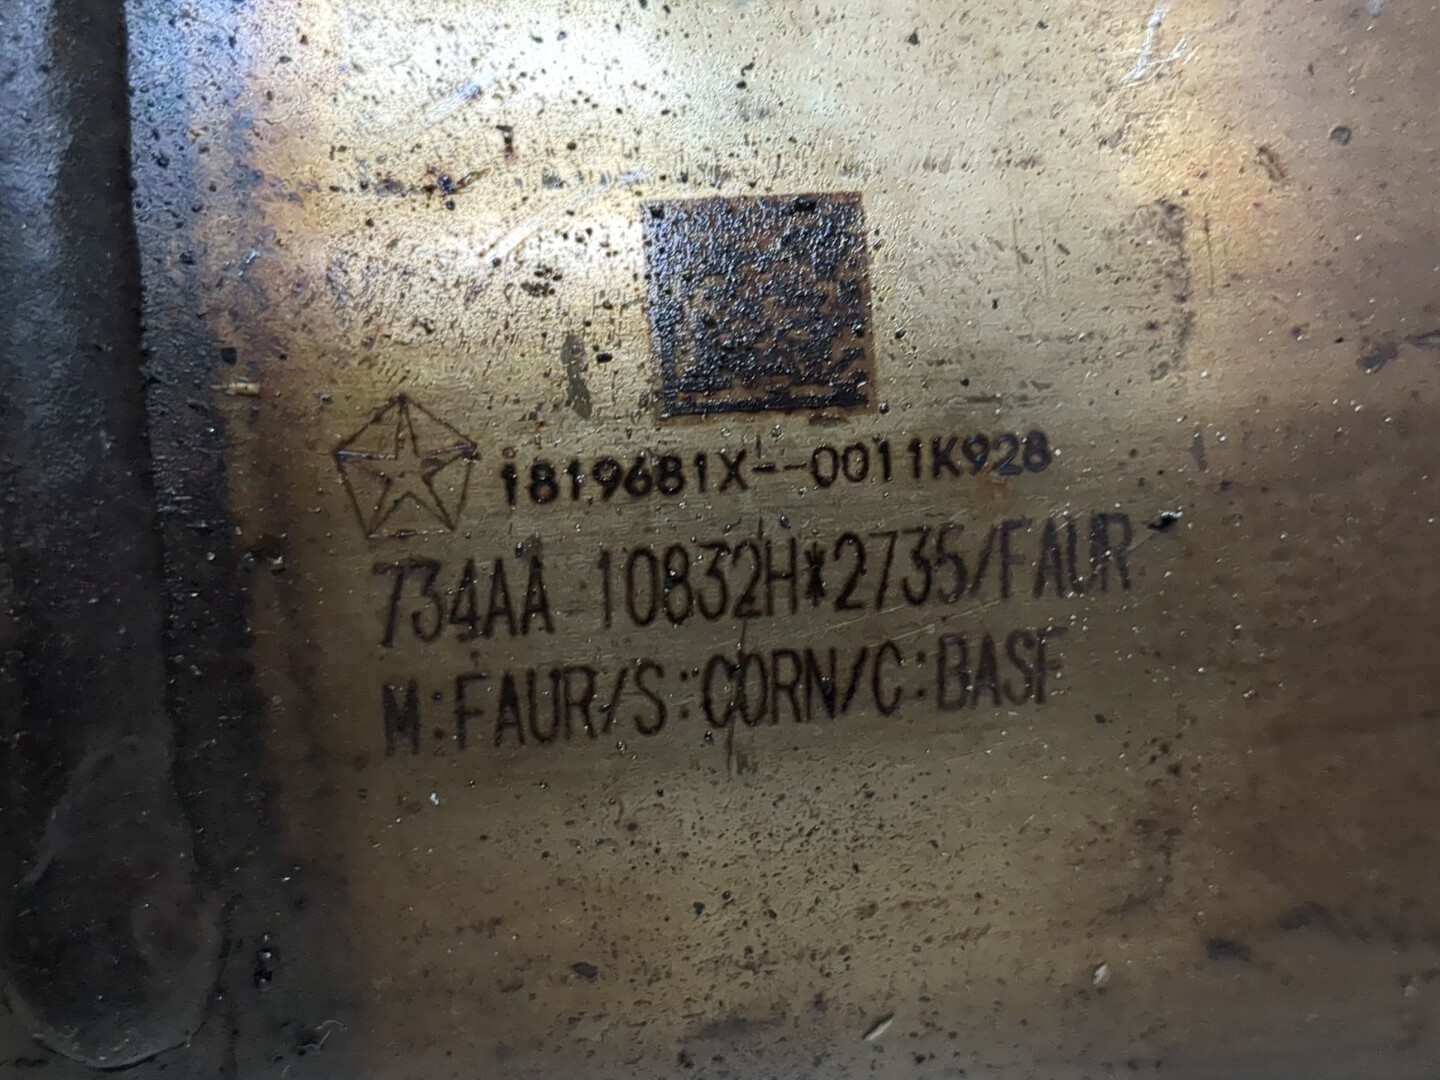 1819681X--0011K928
734AA 10832H*2735/FAUR
M:FAUR/S:CORN/C:BASF